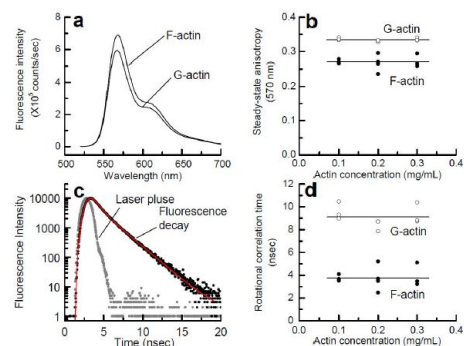 a
F-actin
G-actin
Fluorescence intensity
(X10⁵ counts/sec)
8
6
4
2
0
500
550
600
650
700
Wavelength (nm)
b
Steady-state anisotropy
(570 nm)
0.4
0.3
0.2
0.1
0
G-actin
F-actin
0
0.1
0.2
0.3
0.4
Actin concentration (mg/mL)
c
Laser pluse
Fluorescence
decay
Fluorescence Intensity
10000
1000
100
10
1
0
5
10
15
20
Time (nsec)
d
Rotational correlation time
(nsec)
12
10
8
6
4
2
0
G-actin
F-actin
0
0.1
0.2
0.3
0.4
Actin concentration (mg/mL)